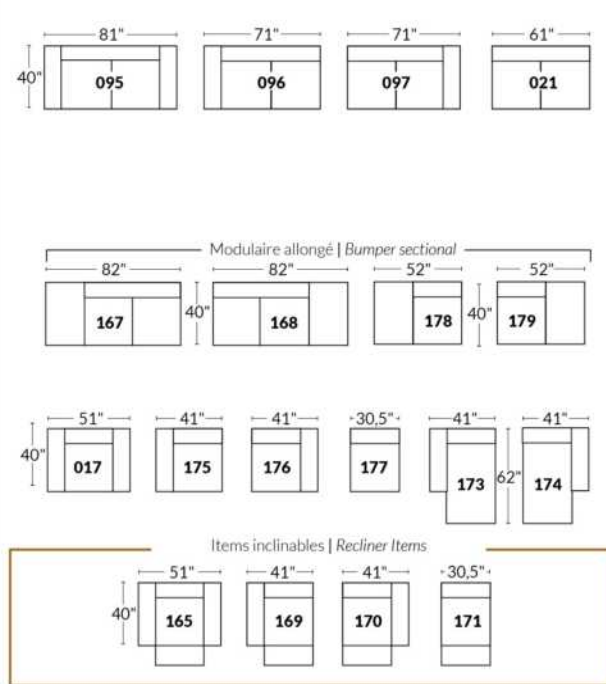 81" 71" 71" 61"
40" 095 096 097 021
Modulaire allongé | Bumper sectional
82" 82" 52" 52"
167 40" 168 178 40" 179
51" 41" 41" 30,5" 41" 41"
40" 017 175 176 177 173 62" 174
Items inclinables | Recliner Items
51" 41" 41" 30,5"
40" 165 169 170 171